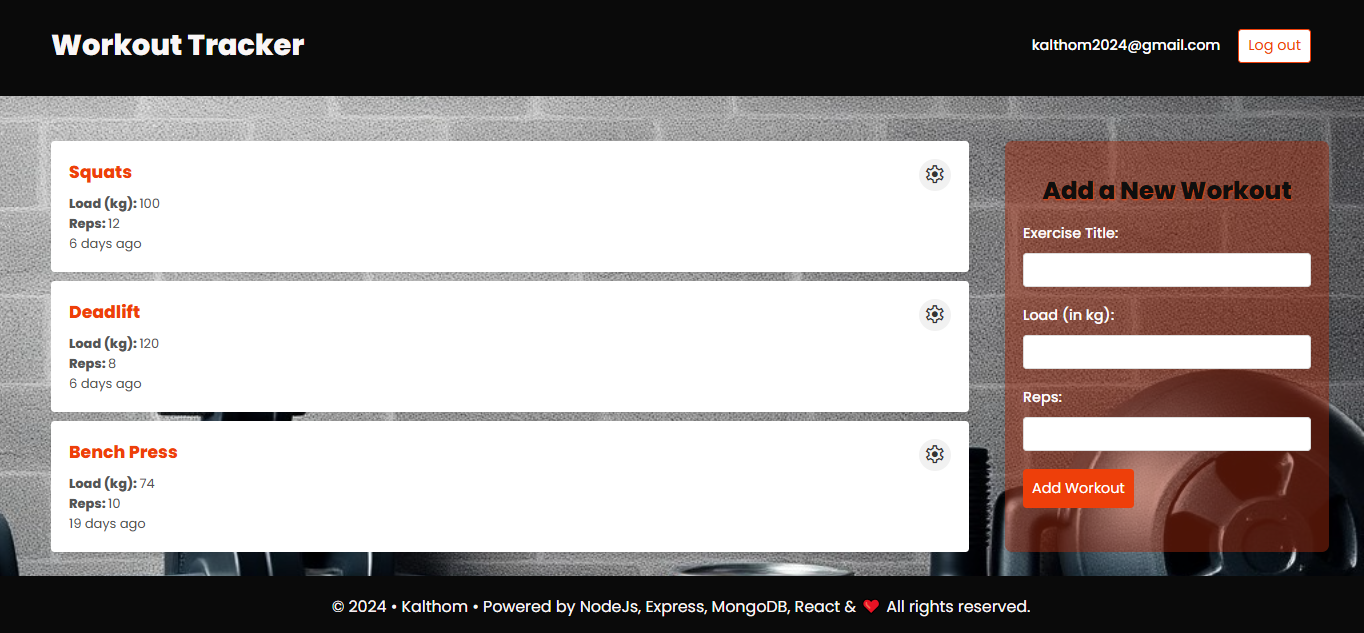 Workout Tracker
kalthom2024@gmail.com
Log out
Squats
Load (kg): 100
Reps: 12
6 days ago
Deadlift
Load (kg): 120
Reps: 8
6 days ago
Bench Press
Load (kg): 74
Reps: 10
19 days ago
Add a New Workout
Exercise Title:
Load (in kg):
Reps:
Add Workout
© 2024 • Kalthom • Powered by NodeJs, Express, MongoDB, React & ❤️ All rights reserved.